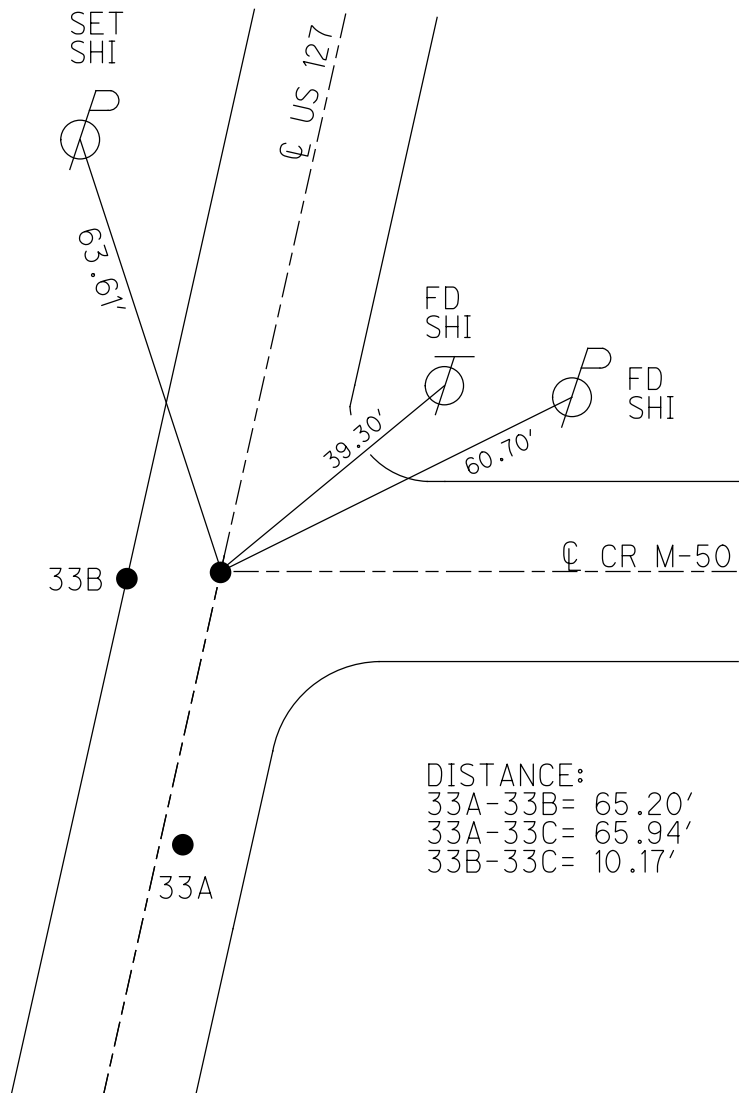 SET
SHI
℄ US 127
63.61'
FD
SHI
FD
SHI
39.30'
60.70'
33B
℄ CR M-50
DISTANCE:
33A-33B= 65.20'
33A-33C= 65.94'
33B-33C= 10.17'
33A